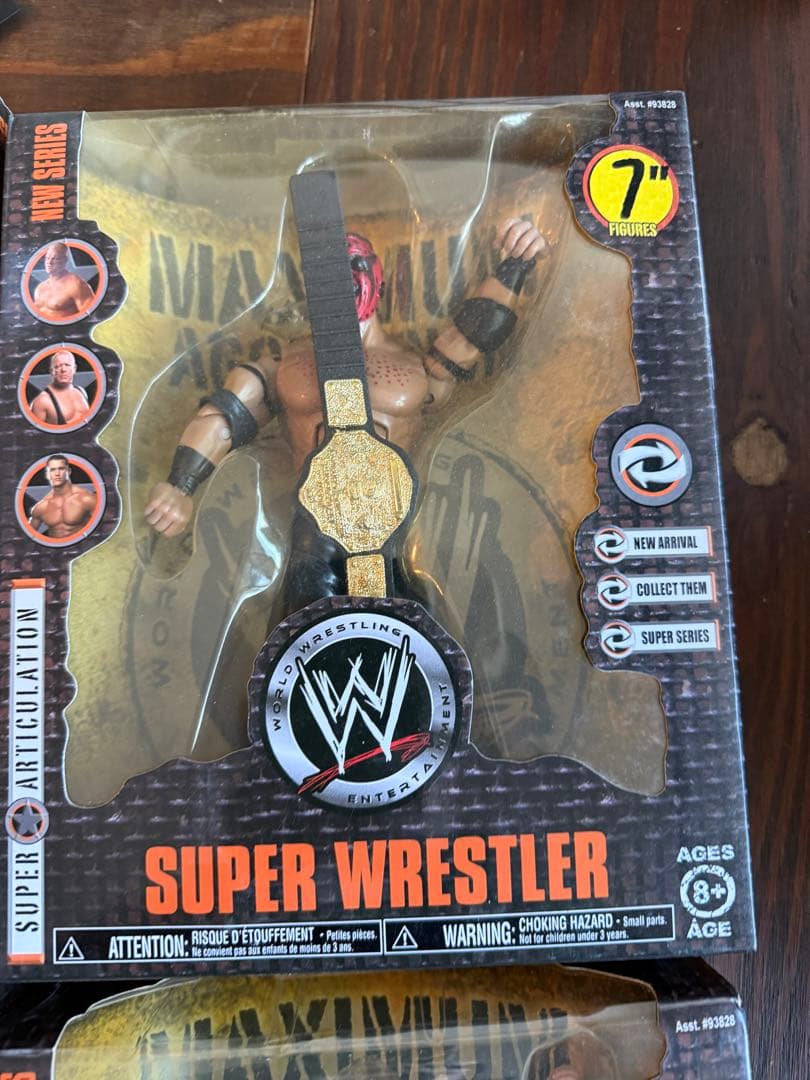 Asst. #93828
NEW SERIES
7"
FIGURES
MAXIMUM
NEW ARRIVAL
COLLECT THEM
SUPER SERIES
SUPER ARTICULATION
WORLD WRESTLING
W
ENTERTAINMENT
SUPER WRESTLER
AGES
8+
ÂGE
ATTENTION: RISQUE D'ÉTOUFFEMENT - Petites pièces.
Ne convient pas aux enfants de moins de 3 ans.
WARNING: CHOKING HAZARD - Small parts.
Not for children under 3 years.
Asst. #93828
MAXIMUM